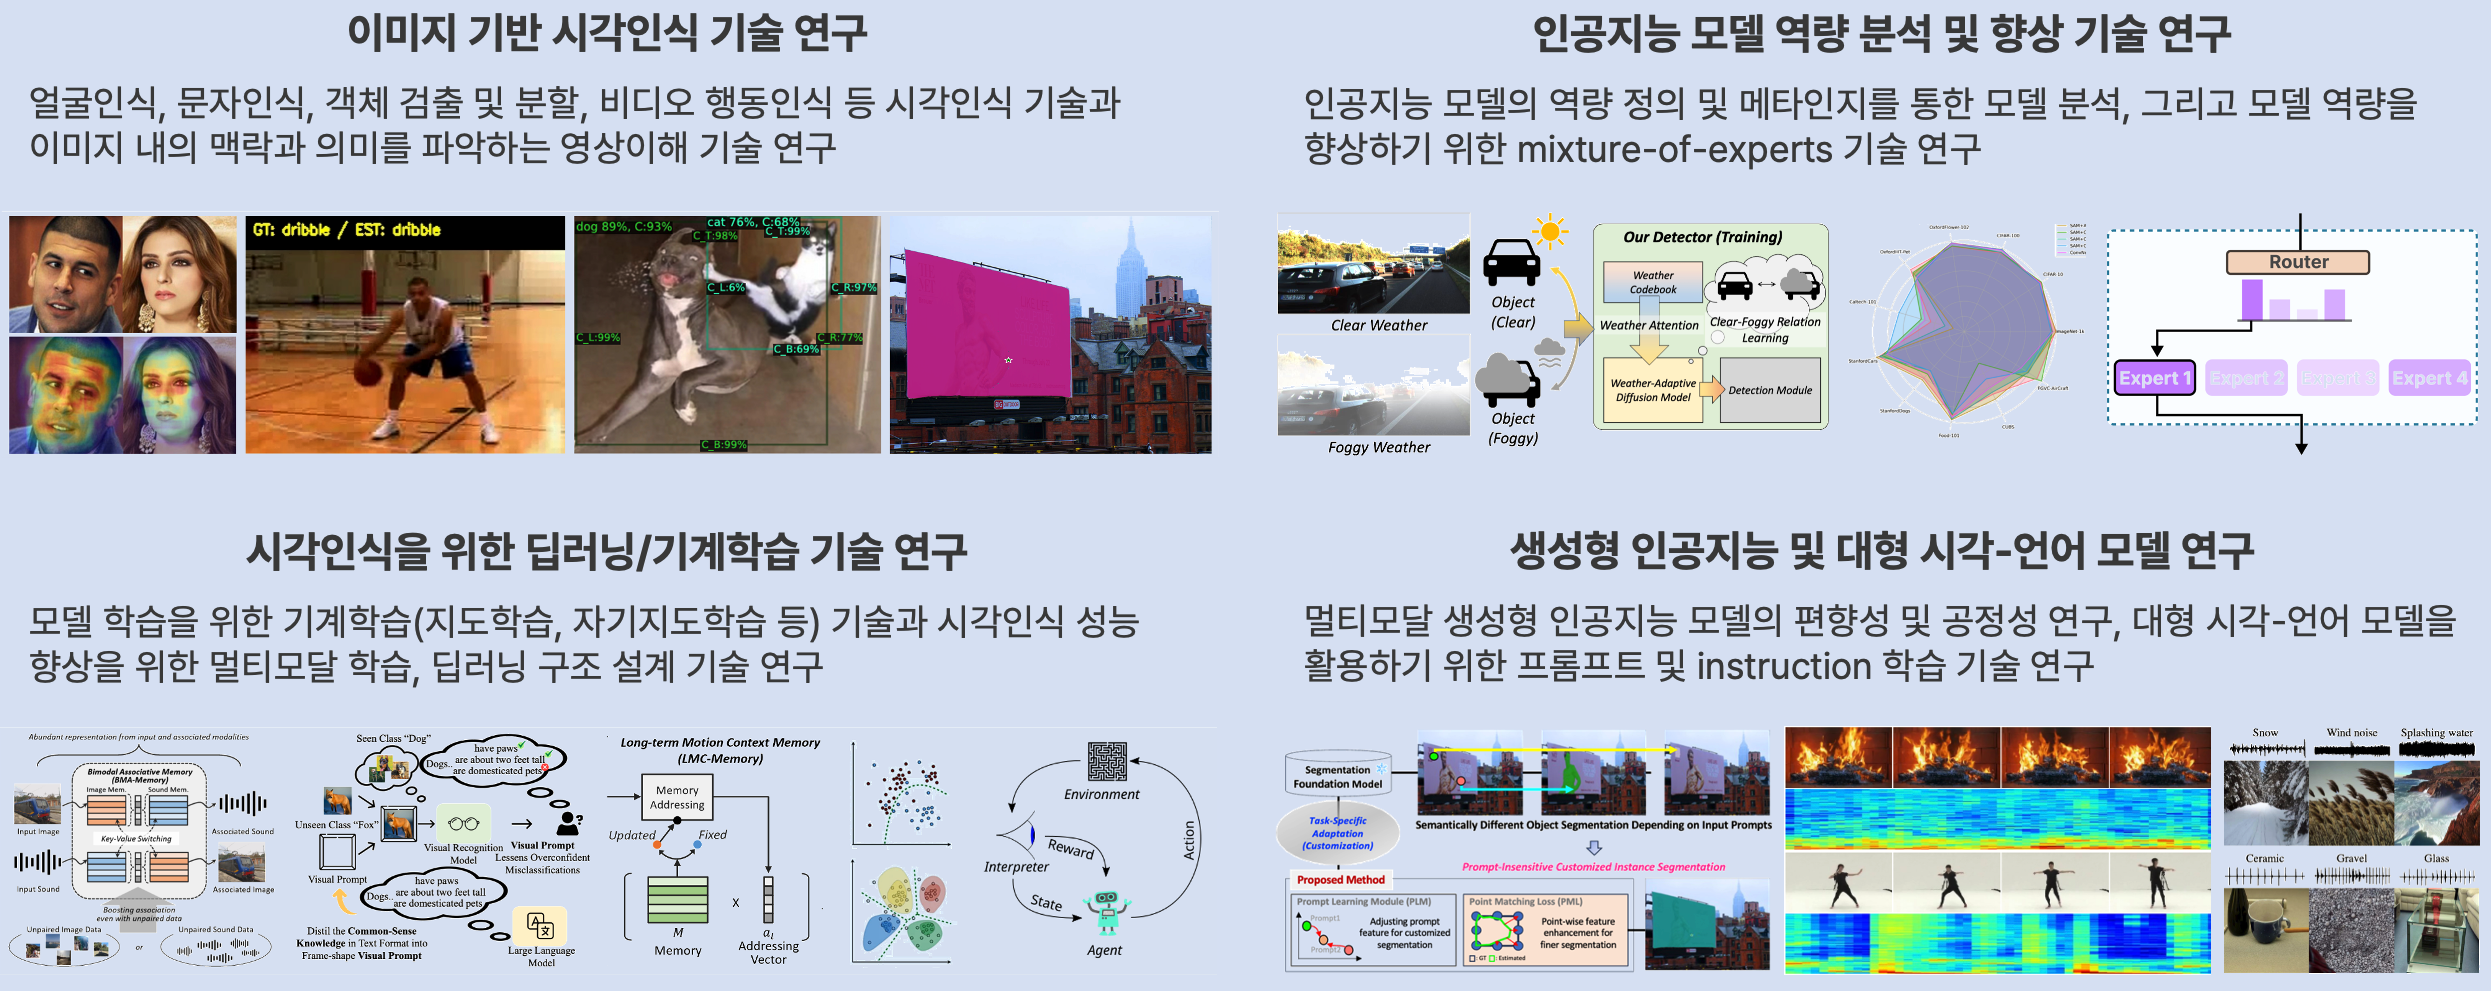 이미지 기반 시각인식 기술 연구
얼굴인식, 문자인식, 객체 검출 및 분할, 비디오 행동인식 등 시각인식 기술과
이미지 내의 맥락과 의미를 파악하는 영상이해 기술 연구
GT: dribble / EST: dribble
dog 89%, C:93%
cat 76%, C:68%
C_T:98%
C_T:99%
C_L:6%
C_R:97%
C_L:99%
C_R:77%
C_B:69%
C_B:99%
인공지능 모델 역량 분석 및 향상 기술 연구
인공지능 모델의 역량 정의 및 메타인지를 통한 모델 분석, 그리고 모델 역량을
향상하기 위한 mixture-of-experts 기술 연구
Clear Weather
Foggy Weather
Object
(Clear)
Object
(Foggy)
Our Detector (Training)
Weather
Codebook
Weather Attention
Clear-Foggy Relation
Learning
Weather-Adaptive
Diffusion Model
Detection Module
OxfordFlower-102
CIFAR-100
CIFAR-10
ImageNet-1k
FGVC-AirCraft
CUBS
Food-101
StanfordDogs
StanfordCars
Caltech-101
OxfordIIT-Pet
Router
Expert 1
Expert 2
Expert 3
Expert 4
시각인식을 위한 딥러닝/기계학습 기술 연구
모델 학습을 위한 기계학습(지도학습, 자기지도학습 등) 기술과 시각인식 성능
향상을 위한 멀티모달 학습, 딥러닝 구조 설계 기술 연구
Abundant representation from input and associated modalities
Bimodal Associative Memory
(BMA-Memory)
Image Mem.
Sound Mem.
Input Image
Associated Sound
Key-Value Switching
Input Sound
Associated Image
Boosting association
even with unpaired data
Unpaired Image Data
or
Unpaired Sound Data
Seen Class “Dog”
Dogs..
have paws
are about two feet tall
are domesticated pets
Unseen Class “Fox”
Visual Recognition
Model
Visual Prompt
Lessens Overconfident
Misclassifications
Visual Prompt
Dogs..
have paws
are about two feet tall
are domesticated pets
Distil the Common-Sense
Knowledge in Text Format into
Frame-shape Visual Prompt
Large Language
Model
Long-term Motion Context Memory
(LMC-Memory)
Memory
Addressing
Updated
Fixed
M
Memory
X
a_i
Addressing
Vector
Environment
Interpreter
Reward
State
Action
Agent
생성형 인공지능 및 대형 시각-언어 모델 연구
멀티모달 생성형 인공지능 모델의 편향성 및 공정성 연구, 대형 시각-언어 모델을
활용하기 위한 프롬프트 및 instruction 학습 기술 연구
Segmentation
Foundation Model
Task-Specific
Adaptation
(Customization)
Semantically Different Object Segmentation Depending on Input Prompts
Prompt-Insensitive Customized Instance Segmentation
Proposed Method
Prompt Learning Module (PLM)
Prompt1
Prompt2
Adjusting prompt
feature for customized
segmentation
Point Matching Loss (PML)
Point-wise feature
enhancement for
finer segmentation
: GT : Estimated
Snow
Wind noise
Splashing water
Ceramic
Gravel
Glass